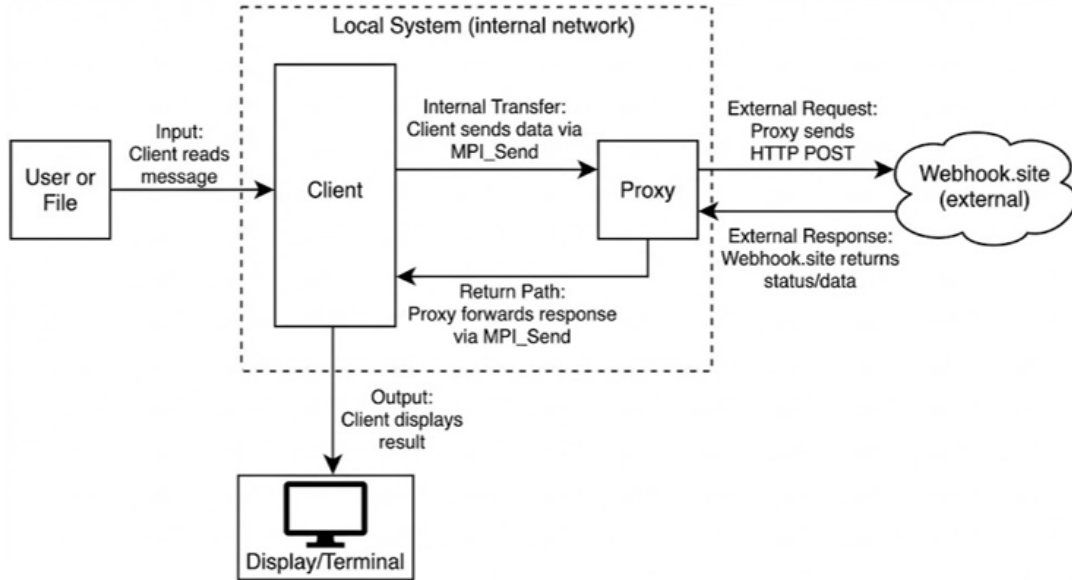 Local System (internal network)
User or
File
Input:
Client reads
message
Client
Internal Transfer:
Client sends data via
MPI_Send
Proxy
External Request:
Proxy sends
HTTP POST
Webhook.site
(external)
External Response:
Webhook.site returns
status/data
Return Path:
Proxy forwards response
via MPI_Send
Output:
Client displays
result
Display/Terminal